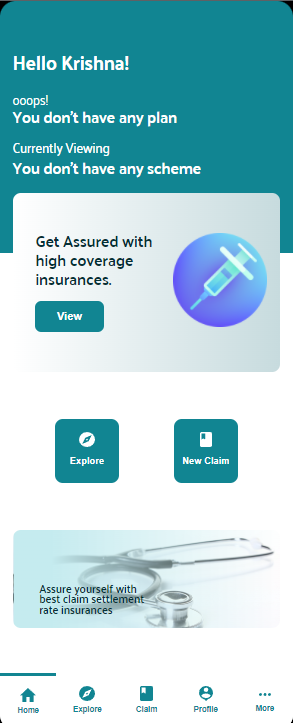 Hello Krishna!
ooops!
You don't have any plan
Currently Viewing
You don't have any scheme
Get Assured with
high coverage
insurances.
View
Explore
New Claim
Assure yourself with
best claim settlement
rate insurances
Home
Explore
Claim
Profile
More